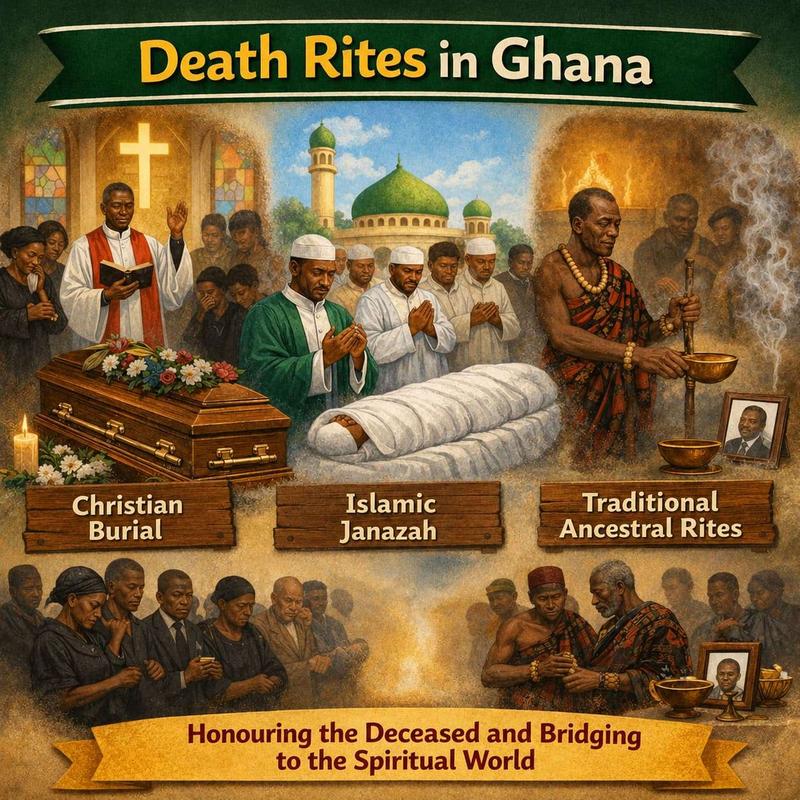 Death Rites in Ghana
Christian
Burial
Islamic
Janazah
Traditional
Ancestral Rites
Honouring the Deceased and Bridging
to the Spiritual World